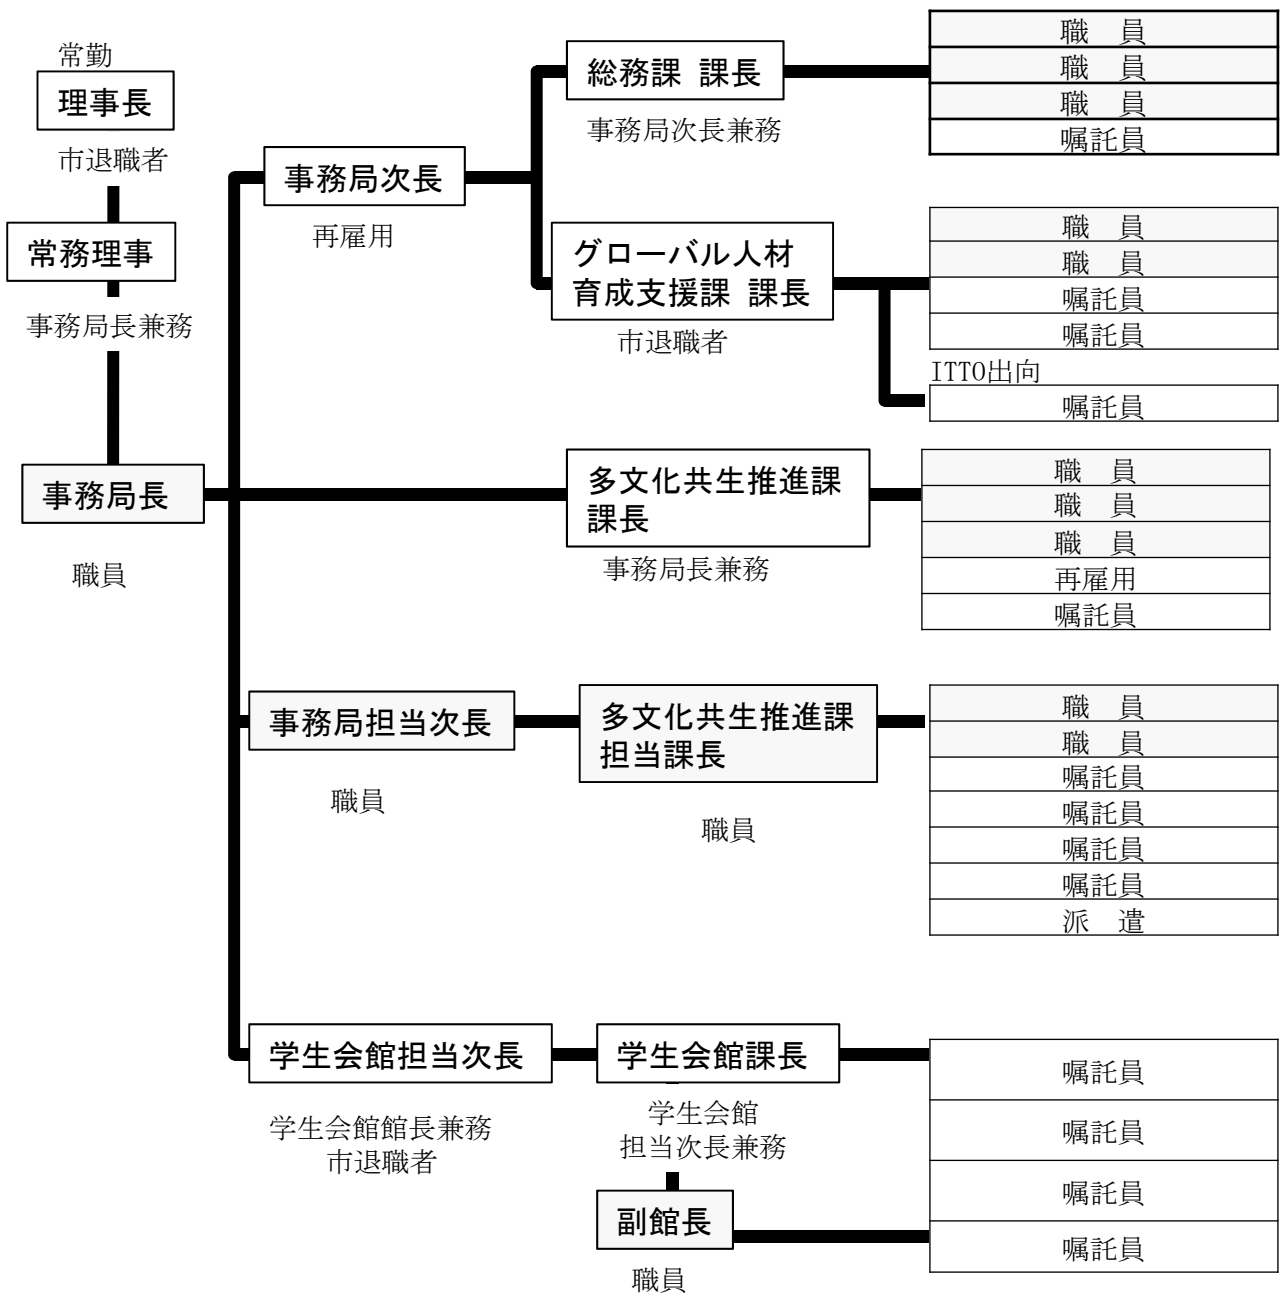 常勤
理事長
市退職者
常務理事
事務局長兼務
事務局長
職員
事務局次長
再雇用
総務課 課長
事務局次長兼務
職　員
職　員
職　員
嘱託員
グローバル人材
育成支援課 課長
市退職者
職　員
職　員
嘱託員
嘱託員
ITTO出向
嘱託員
多文化共生推進課
課長
事務局長兼務
職　員
職　員
職　員
再雇用
嘱託員
事務局担当次長
職員
多文化共生推進課
担当課長
職員
職　員
職　員
嘱託員
嘱託員
嘱託員
嘱託員
派　遣
学生会館担当次長
学生会館館長兼務
市退職者
学生会館課長
学生会館
担当次長兼務
副館長
職員
嘱託員
嘱託員
嘱託員
嘱託員